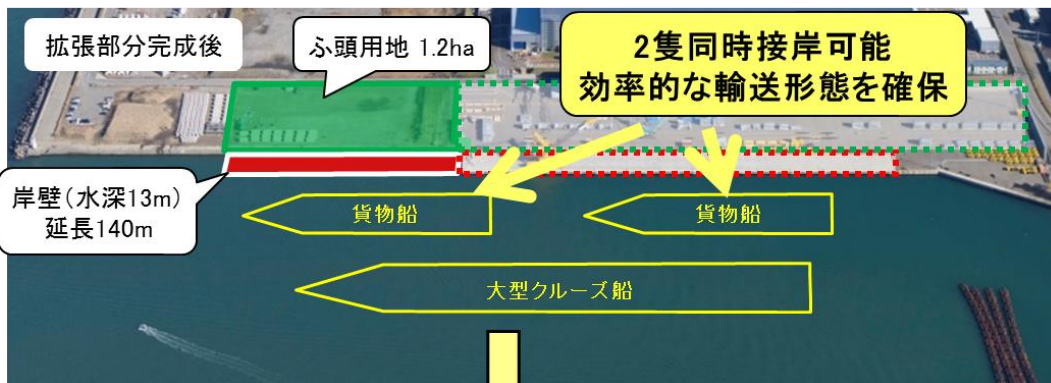 拡張部分完成後
ふ頭用地 1.2ha
2隻同時接岸可能
効率的な輸送形態を確保
岸壁(水深13m)
延長140m
貨物船
貨物船
大型クルーズ船